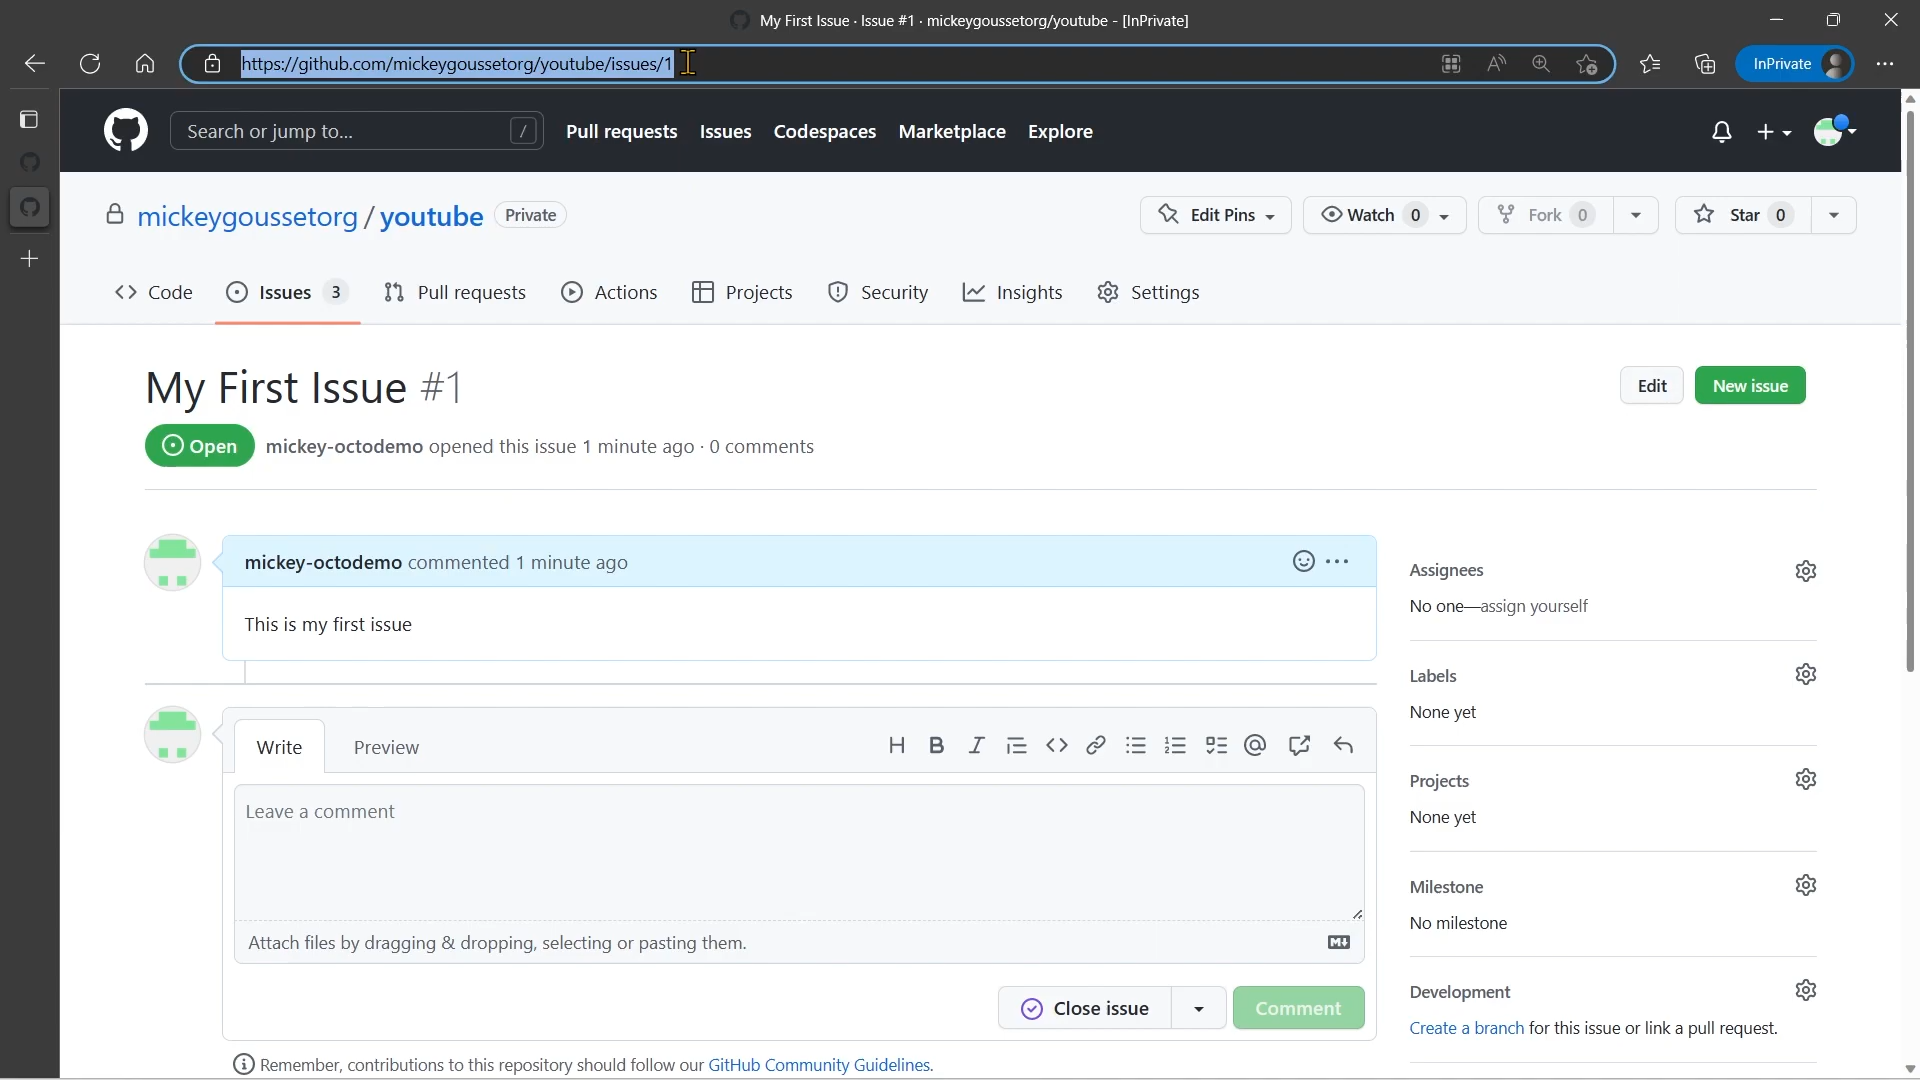 My First Issue · Issue #1 · mickeygoussetorg/youtube - [InPrivate]
https://github.com/mickeygoussetorg/youtube/issues/1
InPrivate
Search or jump to...
/
Pull requests
Issues
Codespaces
Marketplace
Explore
mickeygoussetorg / youtube
Private
Edit Pins
Watch 0
Fork 0
Star 0
Code
Issues 3
Pull requests
Actions
Projects
Security
Insights
Settings
My First Issue #1
Edit
New issue
Open
mickey-octodemo opened this issue 1 minute ago · 0 comments
mickey-octodemo commented 1 minute ago
This is my first issue
Assignees
No one—assign yourself
Labels
None yet
Projects
None yet
Milestone
No milestone
Development
Create a branch for this issue or link a pull request.
Write
Preview
Leave a comment
Attach files by dragging & dropping, selecting or pasting them.
Close issue
Comment
Remember, contributions to this repository should follow our GitHub Community Guidelines.